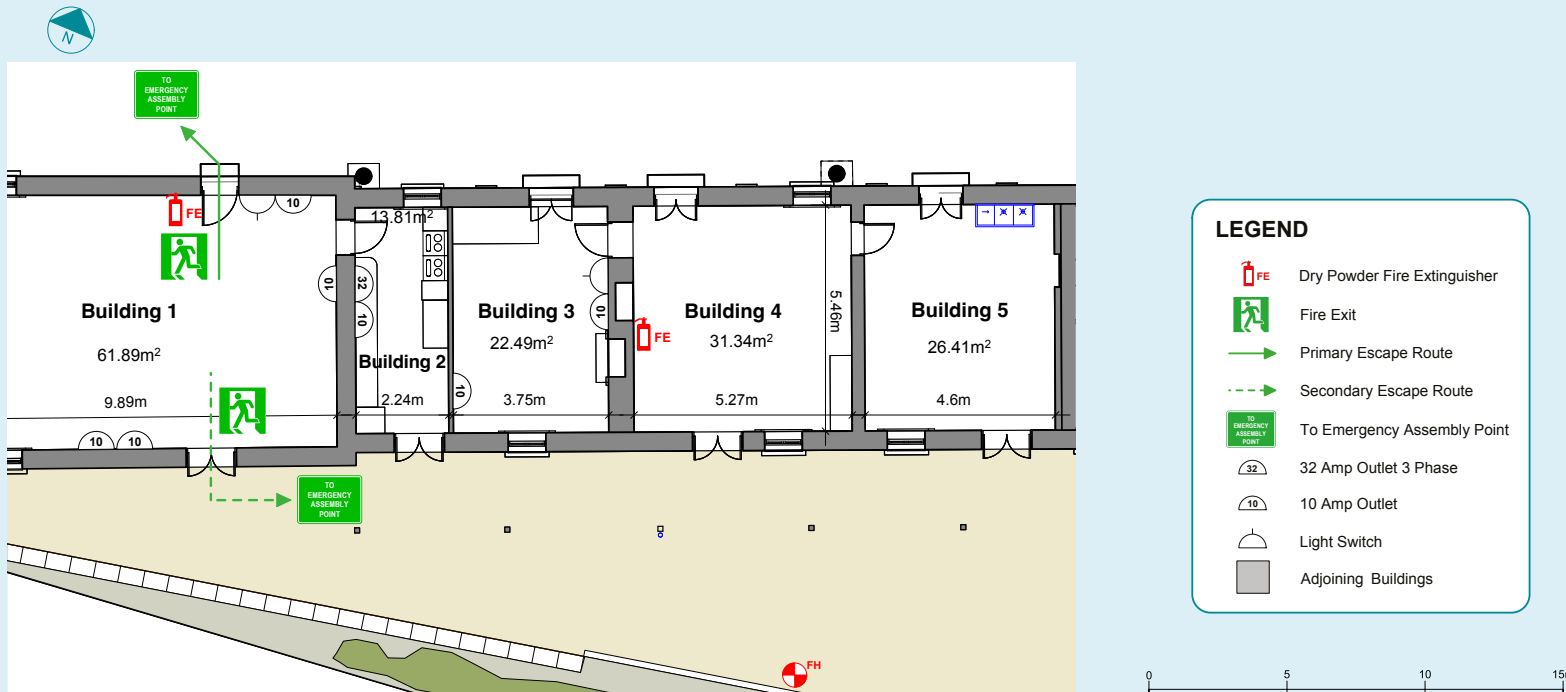 N
TO
EMERGENCY
ASSEMBLY
POINT
FE
10
13.81m²
32
10
10
10
Building 1
61.89m²
9.89m
10
10
Building 2
2.24m
10
Building 3
22.49m²
3.75m
FE
Building 4
31.34m²
5.27m
5.46m
Building 5
26.41m²
4.6m
TO
EMERGENCY
ASSEMBLY
POINT
FH
LEGEND
FE Dry Powder Fire Extinguisher
Fire Exit
Primary Escape Route
Secondary Escape Route
TO
EMERGENCY
ASSEMBLY
POINT
To Emergency Assembly Point
32 32 Amp Outlet 3 Phase
10 10 Amp Outlet
Light Switch
Adjoining Buildings
0 5 10 15